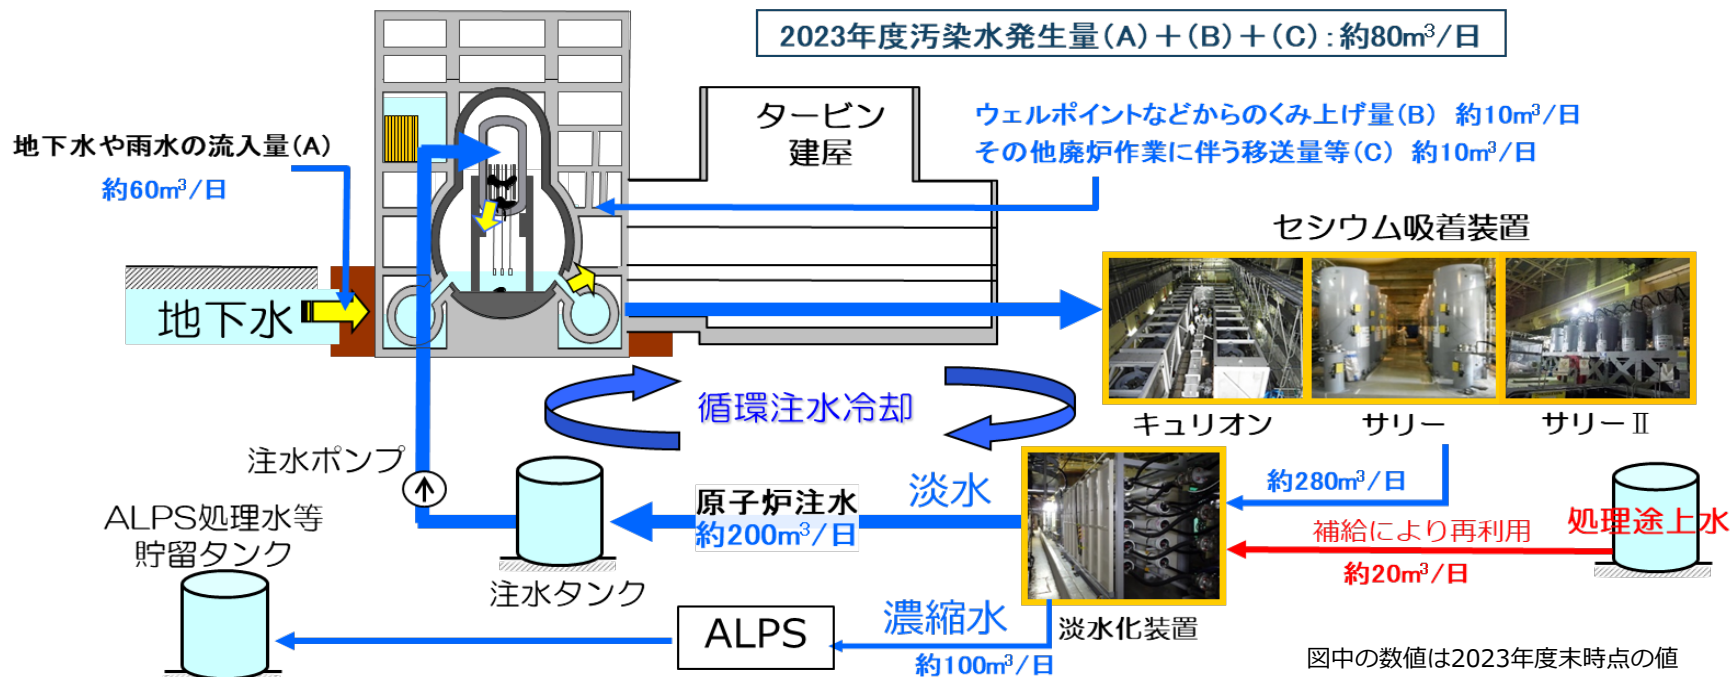 2023年度汚染水発生量(A)+(B)+(C):約80m³/日
タービン
建屋
ウェルポイントなどからのくみ上げ量(B) 約10m³/日
その他廃炉作業に伴う移送量等(C) 約10m³/日
地下水や雨水の流入量(A)
約60m³/日
セシウム吸着装置
地下水
キュリオン
サリー
サリーⅡ
循環注水冷却
注水ポンプ
淡水
原子炉注水
約200m³/日
約280m³/日
処理途上水
補給により再利用
約20m³/日
ALPS処理水等
貯留タンク
注水タンク
ALPS
濃縮水
約100m³/日
淡水化装置
図中の数値は2023年度末時点の値